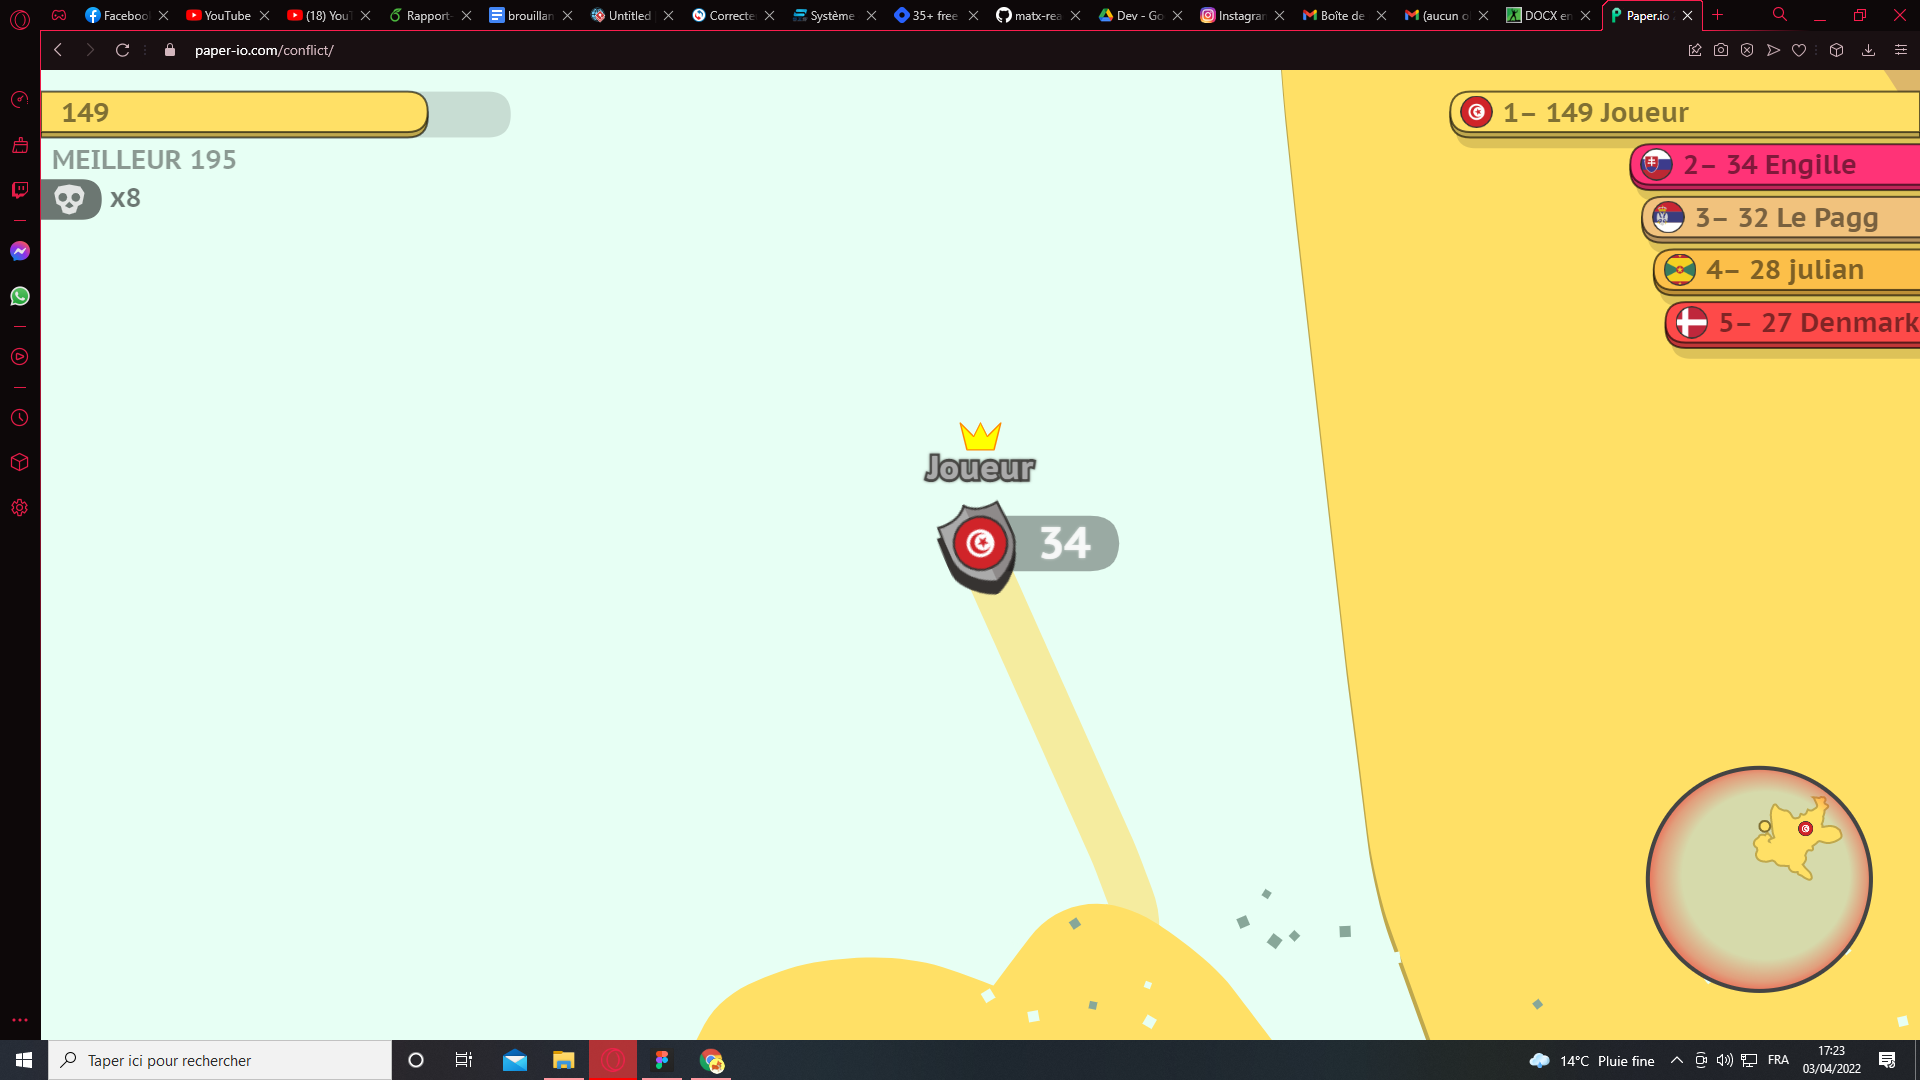 Faceboo
YouTube
(18) You
Rapport-
brouillan
Untitled
Correcte
Système
35+ free
matx-rea
Dev - Go
Instagran
Boîte de
(aucun o
DOCX en
Paper.io
paper-io.com/conflict/
149
MEILLEUR 195
x8
1– 149 Joueur
2– 34 Engille
3– 32 Le Pagg
4– 28 julian
5– 27 Denmark
Joueur
34
Taper ici pour rechercher
14°C Pluie fine
FRA
17:23
03/04/2022